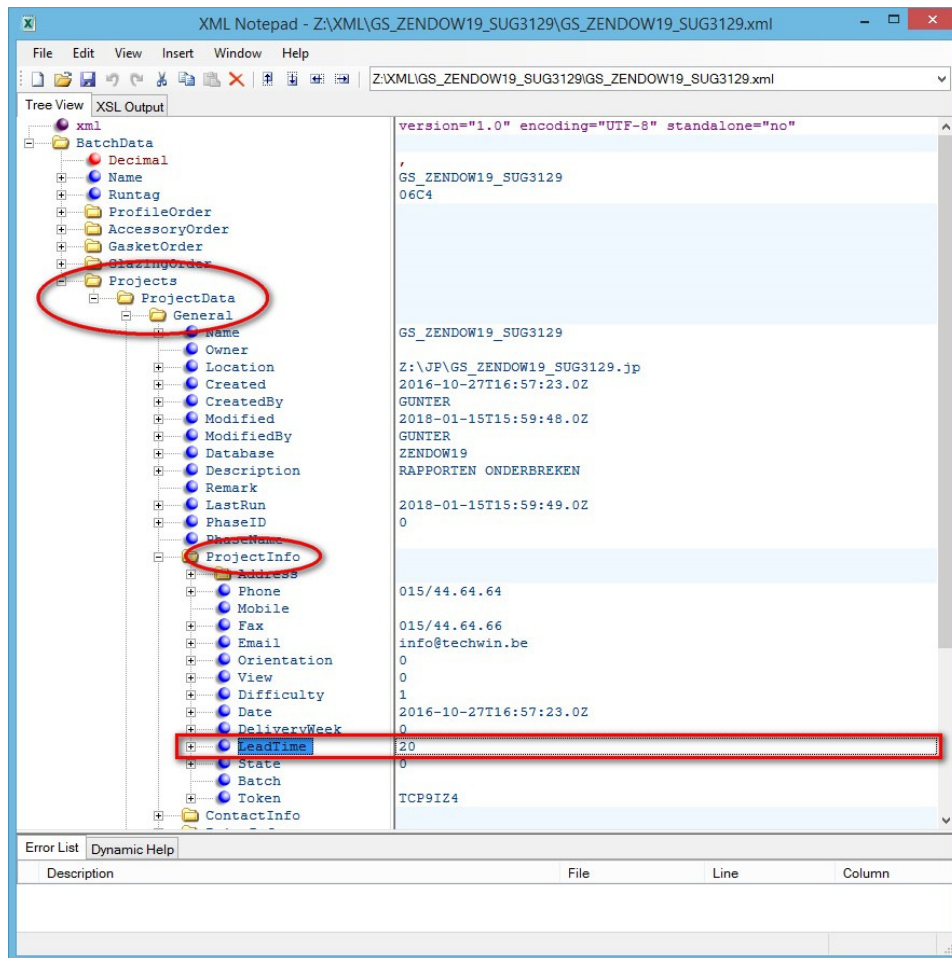 XML Notepad - Z:\XML\GS_ZENDOW19_SUG3129\GS_ZENDOW19_SUG3129.xml
File Edit View Insert Window Help
Z:\XML\GS_ZENDOW19_SUG3129\GS_ZENDOW19_SUG3129.xml
Tree View XSL Output
xml version="1.0" encoding="UTF-8" standalone="no"
BatchData
Decimal ,
Name GS_ZENDOW19_SUG3129
Runtag 06C4
ProfileOrder
AccessoryOrder
GasketOrder
GlazingOrder
Projects
ProjectData
General
Name GS_ZENDOW19_SUG3129
Owner
Location Z:\JP\GS_ZENDOW19_SUG3129.jp
Created 2016-10-27T16:57:23.0Z
CreatedBy GUNTER
Modified 2018-01-15T15:59:48.0Z
ModifiedBy GUNTER
Database ZENDOW19
Description RAPPORTEN ONDERBREKEN
Remark
LastRun 2018-01-15T15:59:49.0Z
PhaseID 0
PhaseName
ProjectInfo
Address
Phone 015/44.64.64
Mobile
Fax 015/44.64.66
Email info@techwin.be
Orientation 0
View 0
Difficulty 1
Date 2016-10-27T16:57:23.0Z
DeliveryWeek 0
LeadTime 20
State 0
Batch
Token TCP9IZ4
ContactInfo
Error List Dynamic Help
Description File Line Column